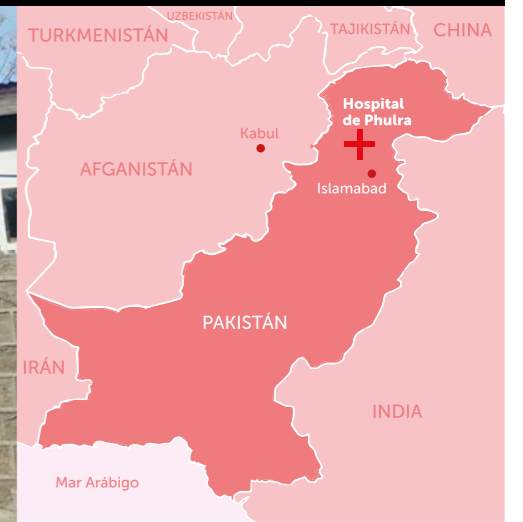 UZBEKISTÁN
TURKMENISTÁN
TAJIKISTÁN
CHINA
Hospital
de Phulra
Kabul
AFGANISTÁN
Islamabad
PAKISTÁN
IRÁN
INDIA
Mar Arábigo